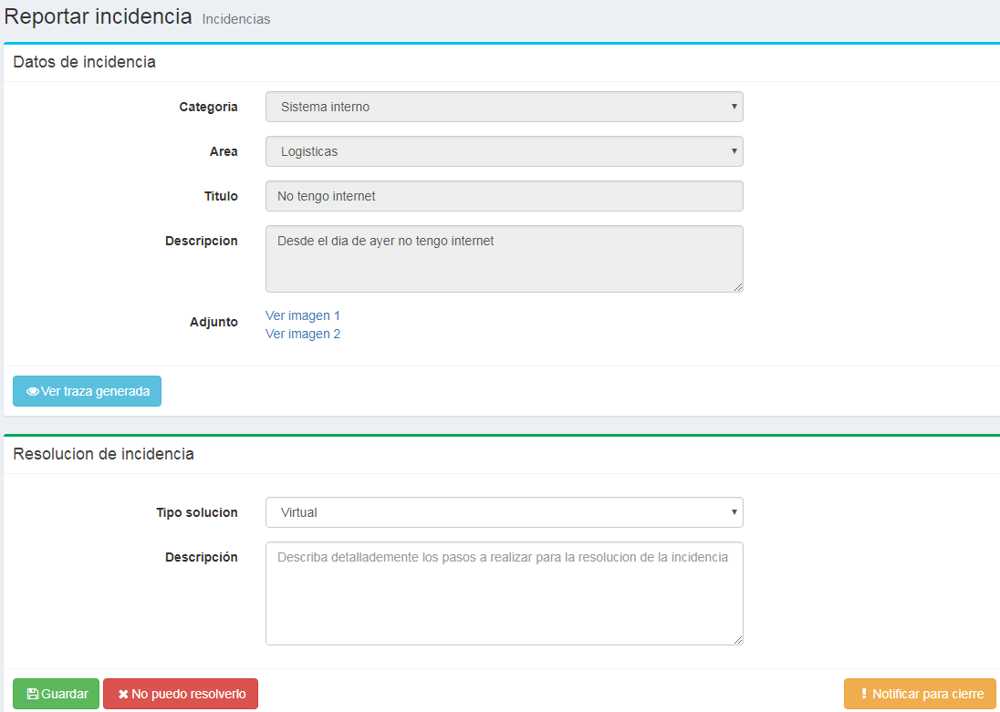 Reportar incidencia Incidencias
Datos de incidencia
Categoria Sistema interno
Area Logisticas
Titulo No tengo internet
Descripcion Desde el dia de ayer no tengo internet
Adjunto Ver imagen 1
Ver imagen 2
Ver traza generada
Resolucion de incidencia
Tipo solucion Virtual
Descripción Describa detallademente los pasos a realizar para la resolucion de la incidencia
Guardar No puedo resolverlo Notificar para cierre